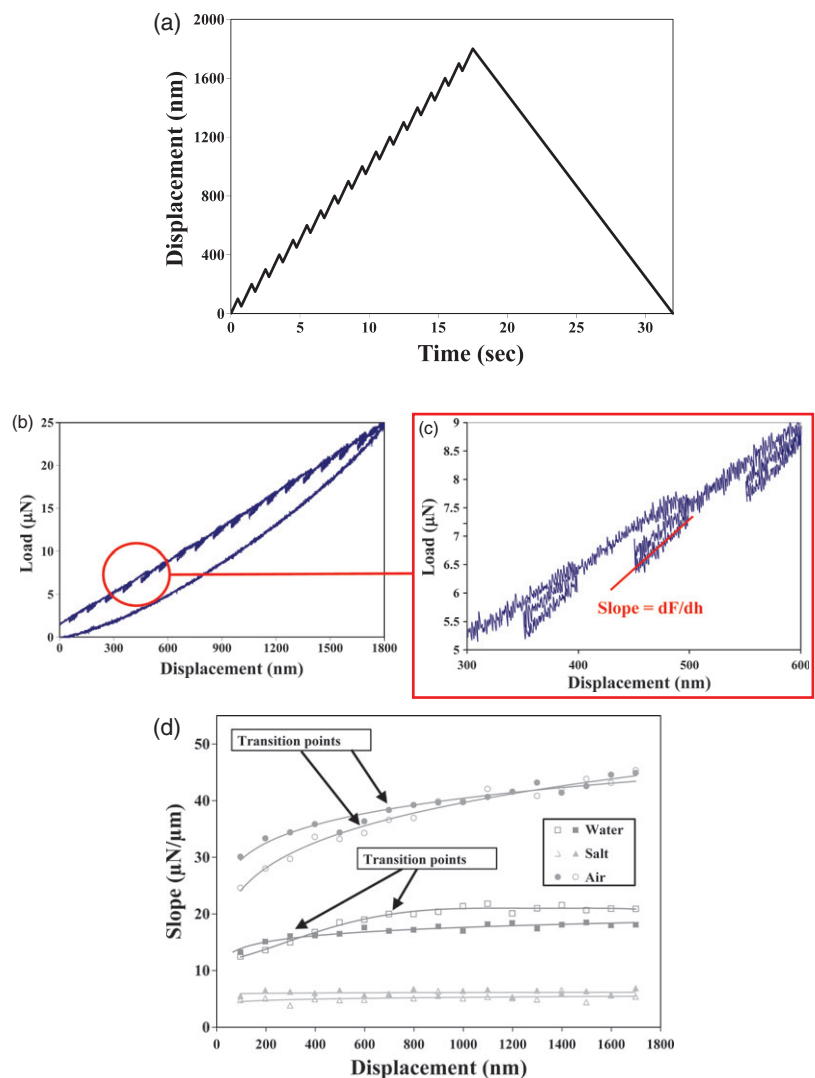 (a)
2000
1600
1200
800
400
0
Displacement (nm)
0 5 10 15 20 25 30
Time (sec)
(b)
25
20
15
10
5
0
Load (μN)
0 300 600 900 1200 1500 1800
Displacement (nm)
(c)
9
8.5
8
7.5
7
6.5
6
5.5
5
Load (μN)
Slope = dF/dh
300 400 500 600
Displacement (nm)
(d)
50
40
30
20
10
0
Slope (μN/μm)
Transition points
Transition points
Water
Salt
Air
0 200 400 600 800 1000 1200 1400 1600 1800
Displacement (nm)